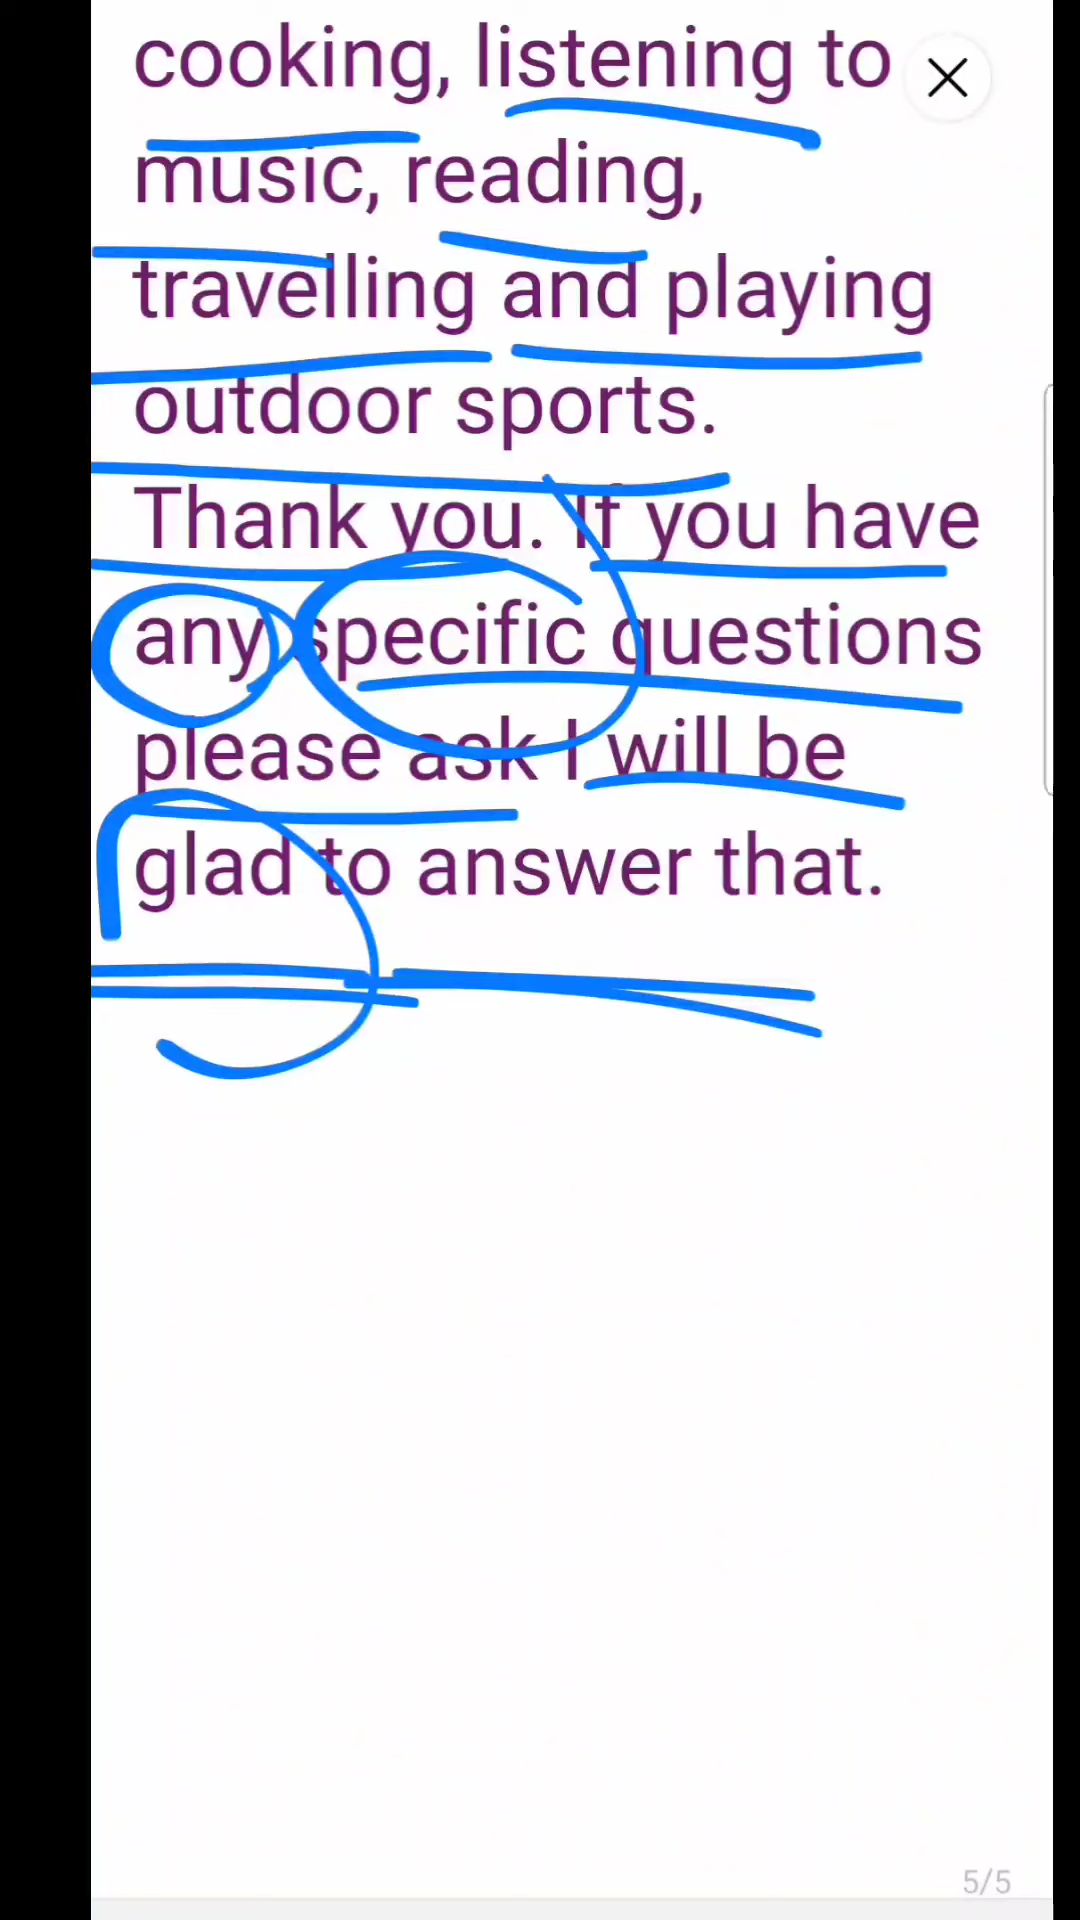 cooking, listening to
music, reading,
travelling and playing
outdoor sports.
Thank you. If you have
any specific questions
please ask I will be
glad to answer that.
5/5